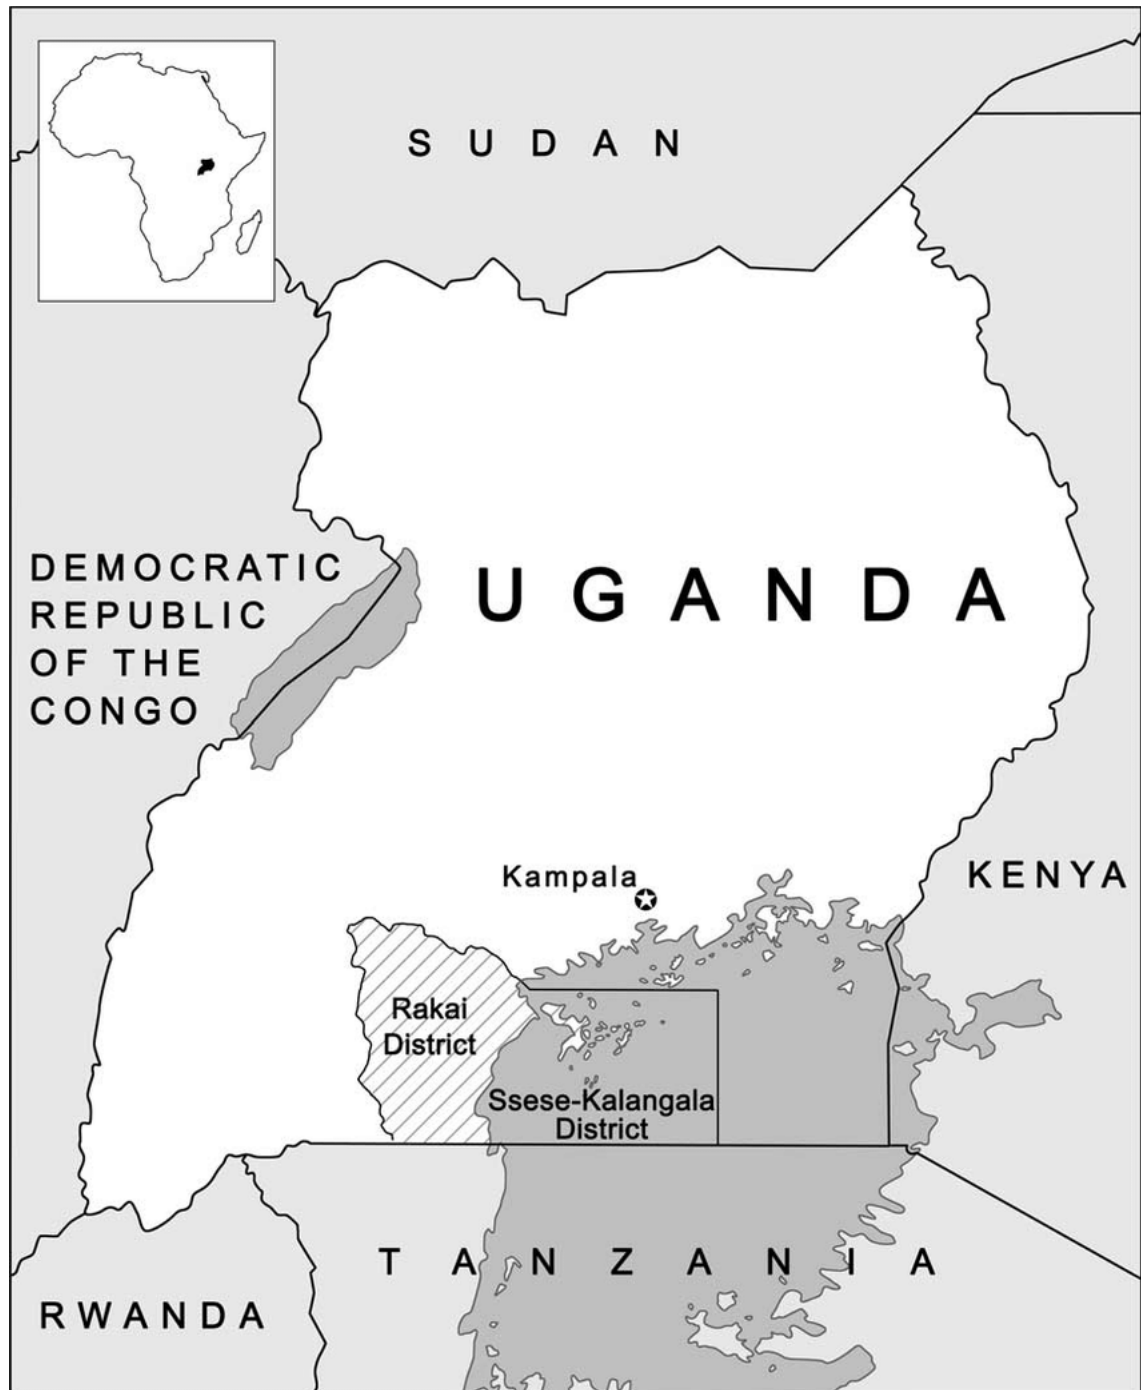 SUDAN
DEMOCRATIC
REPUBLIC
OF THE
CONGO
UGANDA
Kampala
KENYA
Rakai
District
Ssese-Kalangala
District
TANZANIA
RWANDA